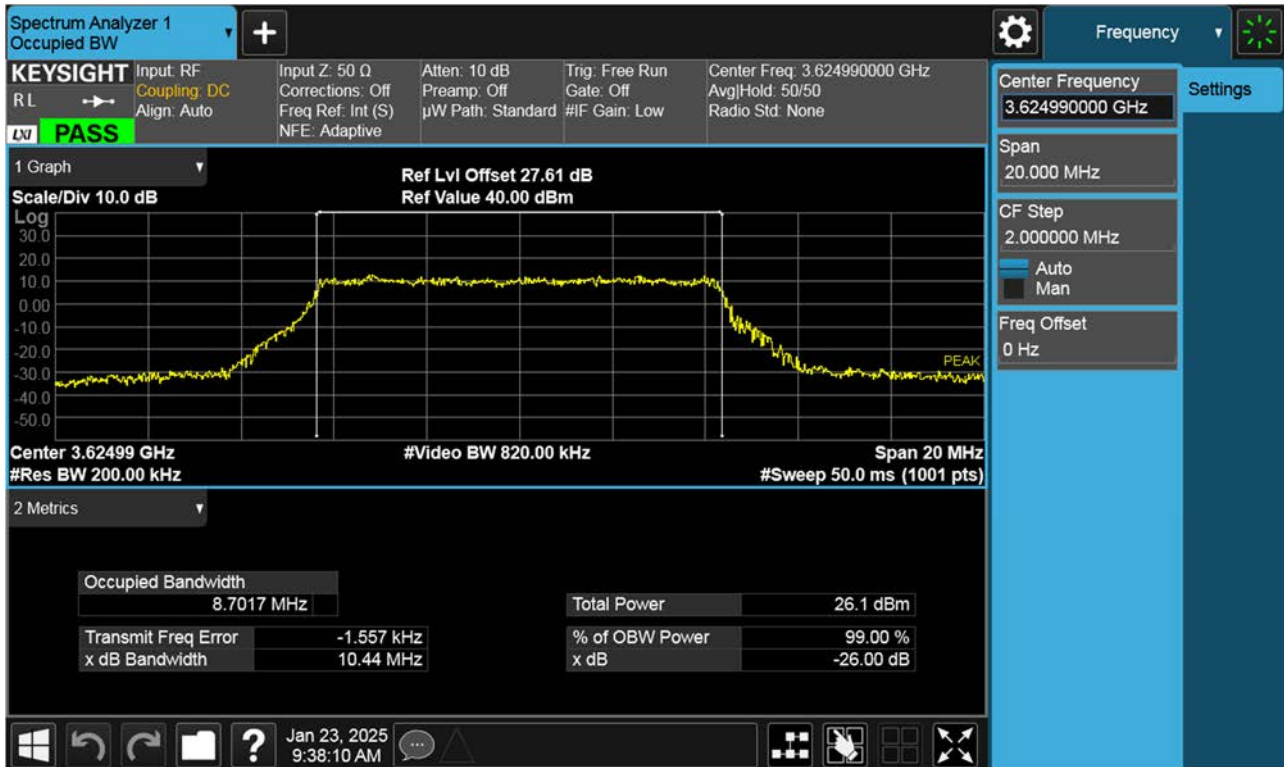 Spectrum Analyzer 1
Occupied BW
Frequency
KEYSIGHT
RL
LXI PASS
Input: RF
Coupling: DC
Align: Auto
Input Z: 50 Ω
Corrections: Off
Freq Ref: Int (S)
NFE: Adaptive
Atten: 10 dB
Preamp: Off
µW Path: Standard
Trig: Free Run
Gate: Off
#IF Gain: Low
Center Freq: 3.624990000 GHz
Avg|Hold: 50/50
Radio Std: None
Center Frequency
3.624990000 GHz
Settings
Span
20.000 MHz
CF Step
2.000000 MHz
Auto
Man
Freq Offset
0 Hz
1 Graph
Scale/Div 10.0 dB
Ref Lvl Offset 27.61 dB
Ref Value 40.00 dBm
Log
30.0
20.0
10.0
0.00
-10.0
-20.0
-30.0
-40.0
-50.0
PEAK
Center 3.62499 GHz
#Video BW 820.00 kHz
Span 20 MHz
#Res BW 200.00 kHz
#Sweep 50.0 ms (1001 pts)
2 Metrics
Occupied Bandwidth
8.7017 MHz
Total Power 26.1 dBm
Transmit Freq Error -1.557 kHz
% of OBW Power 99.00 %
x dB Bandwidth 10.44 MHz
x dB -26.00 dB
?
Jan 23, 2025
9:38:10 AM